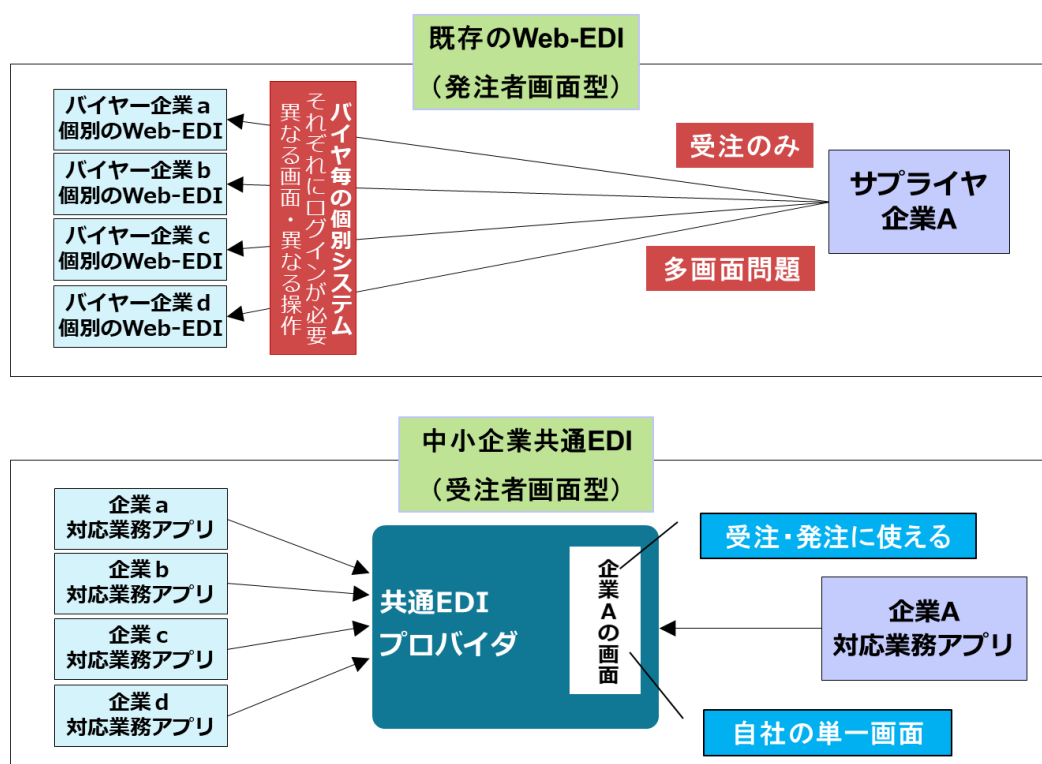 既存のWeb-EDI
（発注者画面型）
バイヤー企業a
個別のWeb-EDI
バイヤー企業b
個別のWeb-EDI
バイヤー企業c
個別のWeb-EDI
バイヤー企業d
個別のWeb-EDI
バイヤ毎の個別システム
それぞれにログインが必要
異なる画面・異なる操作
受注のみ
多画面問題
サプライヤ
企業A
中小企業共通EDI
（受注者画面型）
企業a
対応業務アプリ
企業b
対応業務アプリ
企業c
対応業務アプリ
企業d
対応業務アプリ
共通EDI
プロバイダ
企業Aの画面
受注・発注に使える
自社の単一画面
企業A
対応業務アプリ